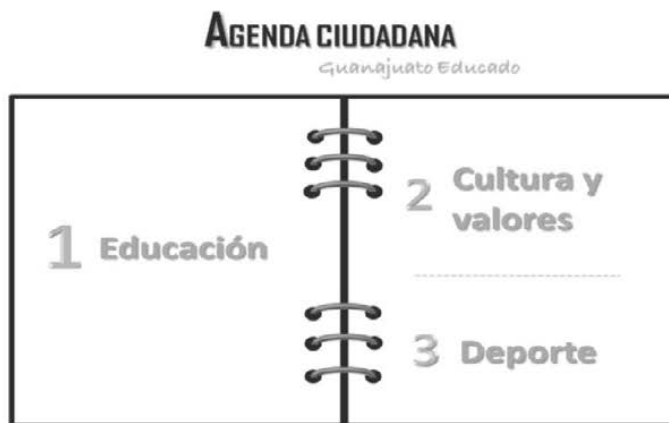 AGENDA CIUDADANA
Guanajuato Educado
1 Educación
2 Cultura y
valores
3 Deporte